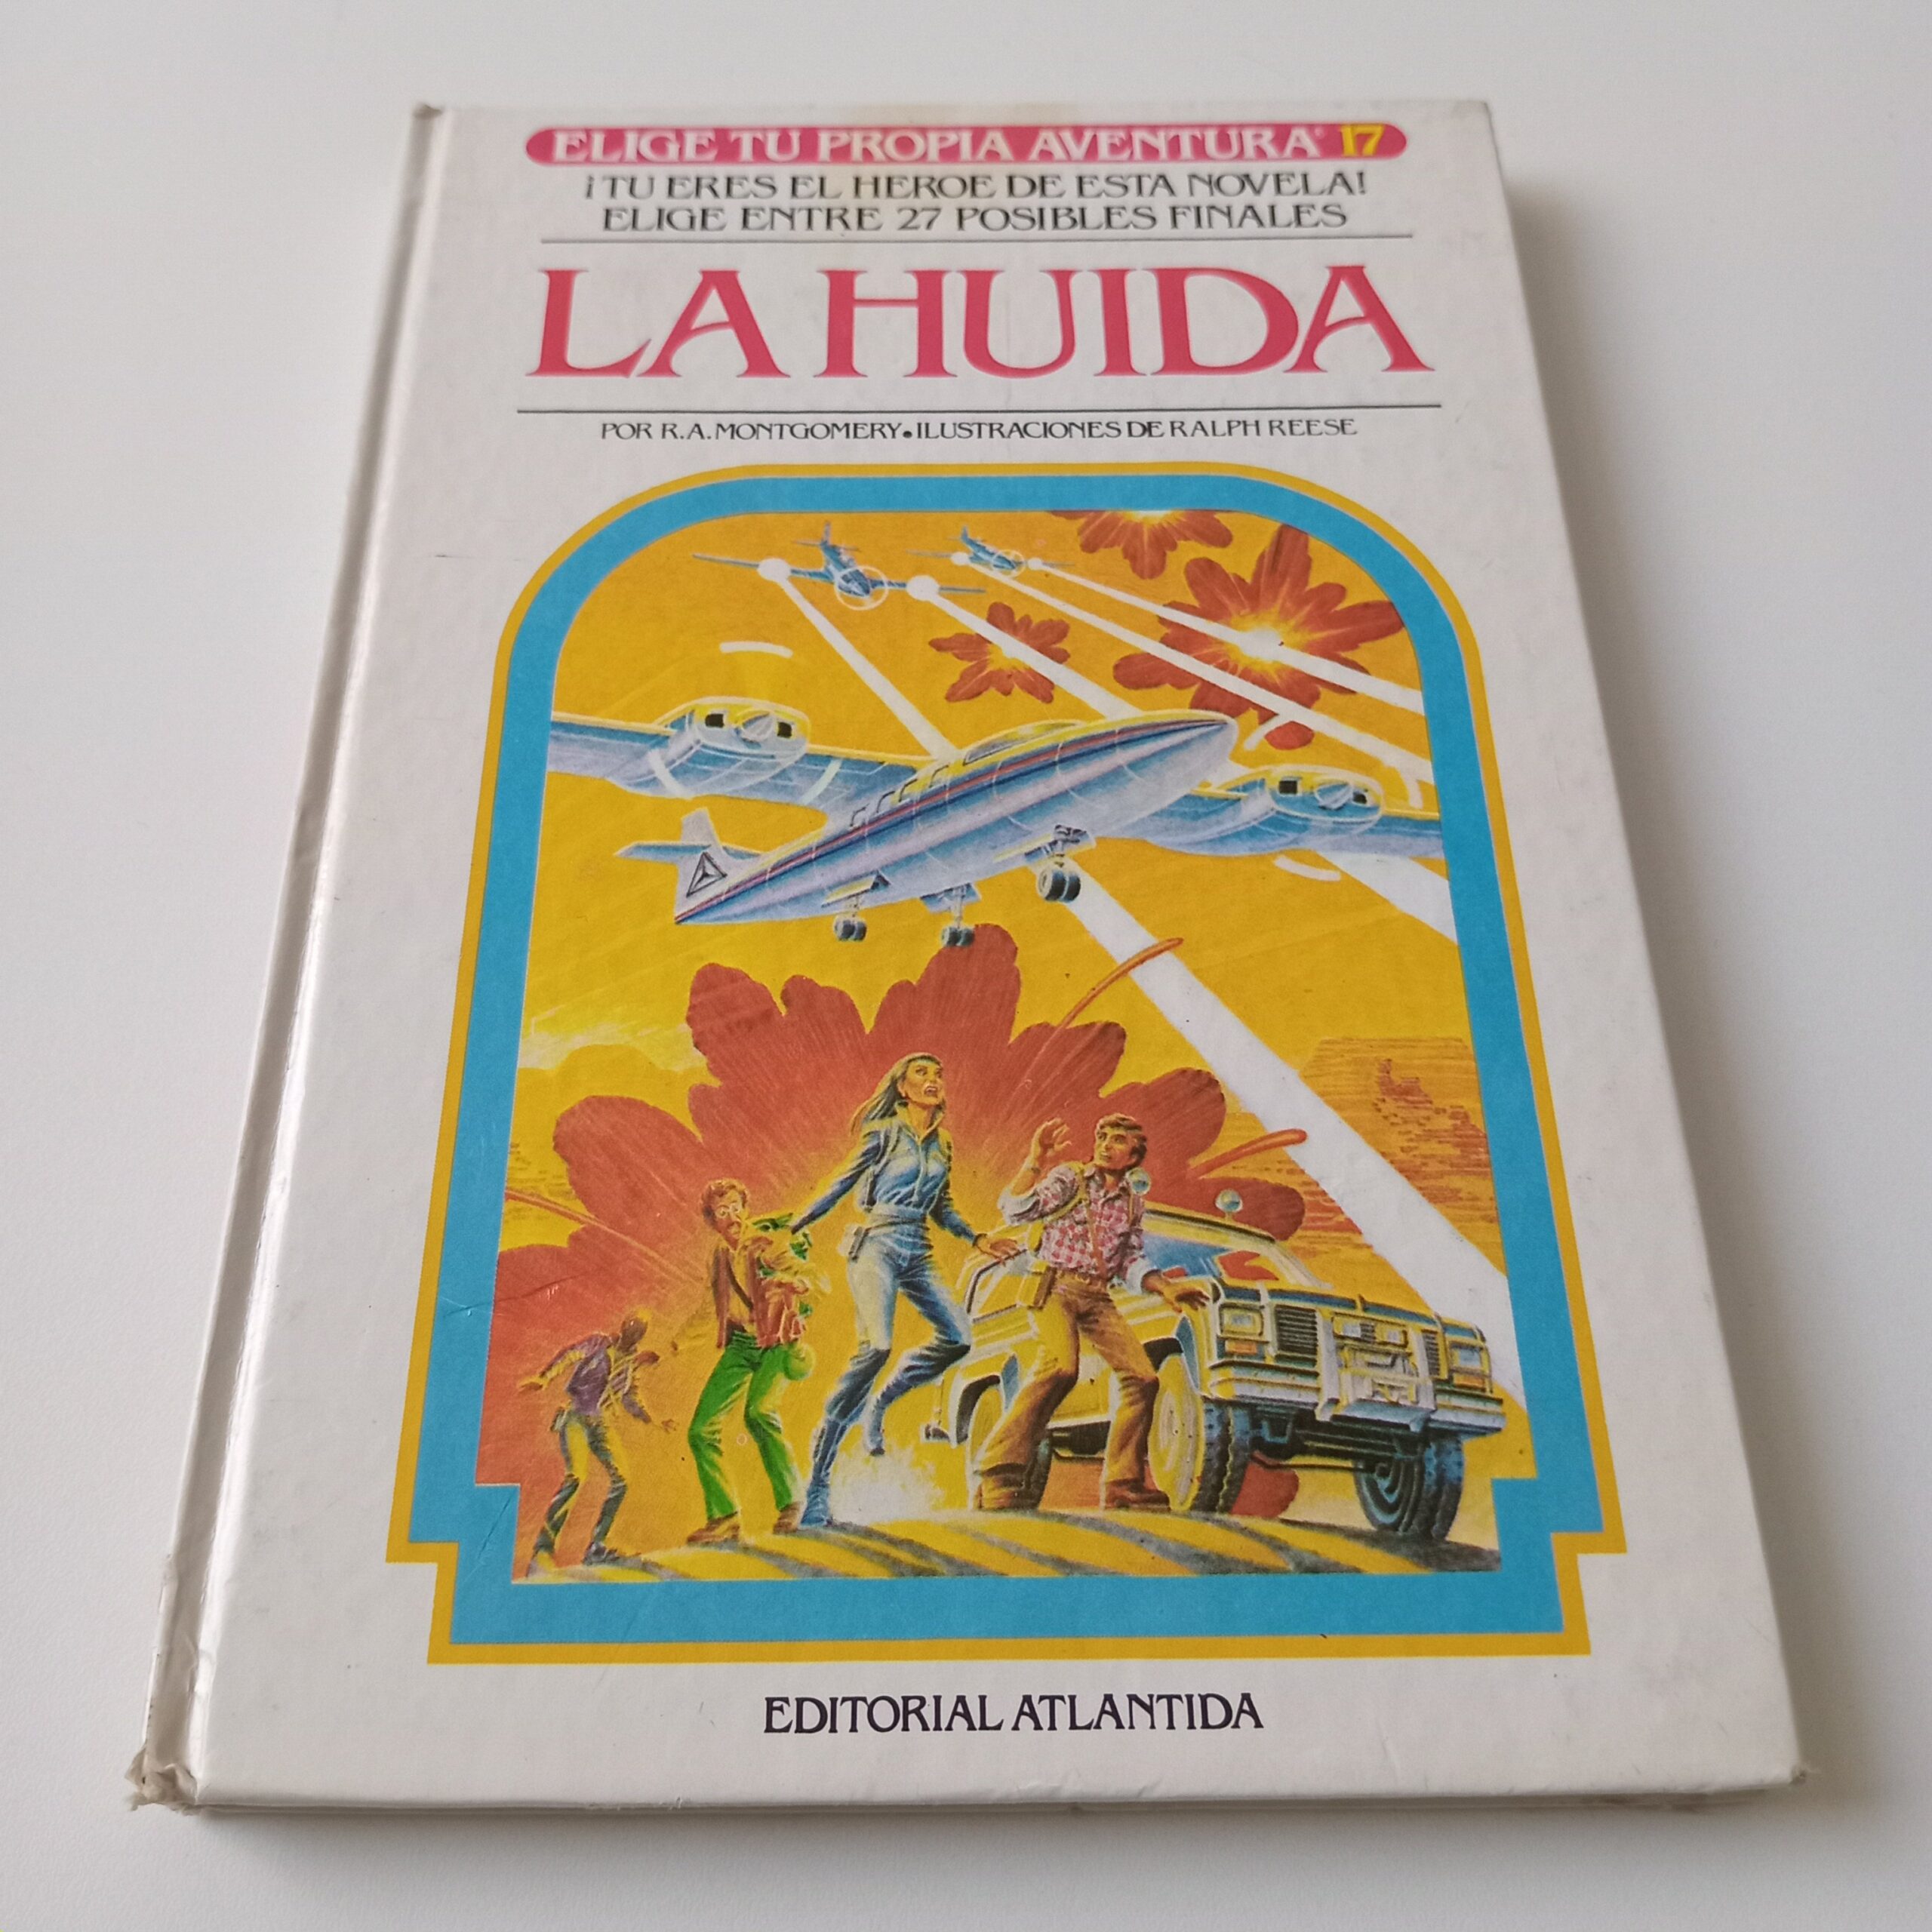 ELIGE TU PROPIA AVENTURA® 17
¡TU ERES EL HEROE DE ESTA NOVELA!
ELIGE ENTRE 27 POSIBLES FINALES
LA HUIDA
POR R.A. MONTGOMERY • ILUSTRACIONES DE RALPH REESE
EDITORIAL ATLANTIDA